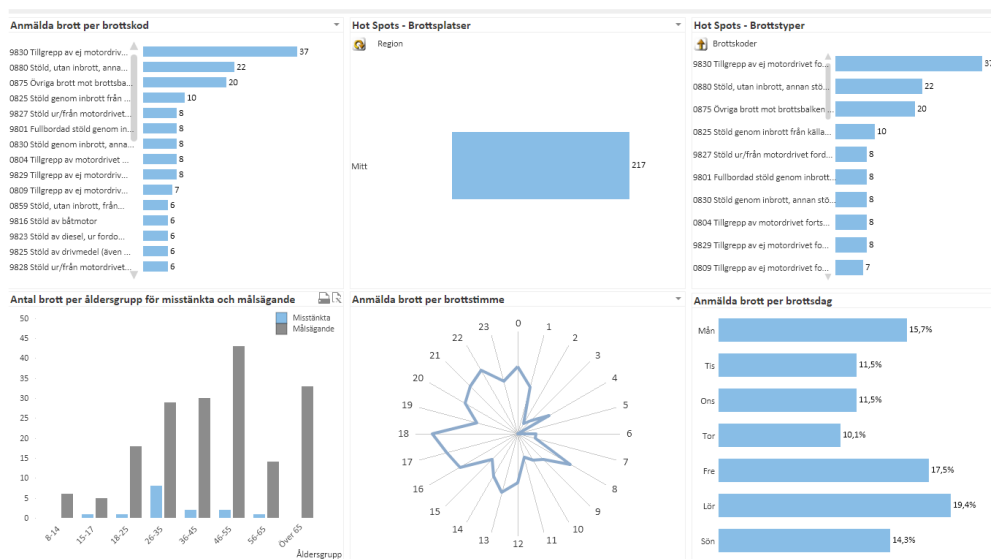 Anmälda brott per brottskod
9830 Tillgrepp av ej motordriv... 37
0880 Stöld, utan inbrott, anna... 22
0875 Övriga brott mot brottsba... 20
0825 Stöld genom inbrott från ... 10
9827 Stöld ur/från motordrivet... 8
9801 Fullbordad stöld genom in... 8
0830 Stöld genom inbrott, anna... 8
0804 Tillgrepp av motordrivet ... 8
9829 Tillgrepp av ej motordriv... 8
0809 Tillgrepp av ej motordriv... 7
0859 Stöld, utan inbrott, från... 6
9816 Stöld av båtmotor 6
9823 Stöld av diesel, ur fordo... 6
9825 Stöld av drivmedel (även ... 6
9828 Stöld ur/från motordrivet... 6
Hot Spots - Brottsplatser
Region
Mitt 217
Hot Spots - Brottstyper
Brottskoder
9830 Tillgrepp av ej motordrivet fo... 37
0880 Stöld, utan inbrott, annan stö... 22
0875 Övriga brott mot brottsbalken ... 20
0825 Stöld genom inbrott från källa... 10
9827 Stöld ur/från motordrivet ford... 8
9801 Fullbordad stöld genom inbrott... 8
0830 Stöld genom inbrott, annan stö... 8
0804 Tillgrepp av motordrivet forts... 8
9829 Tillgrepp av ej motordrivet fo... 8
0809 Tillgrepp av ej motordrivet fo... 7
Antal brott per åldersgrupp för misstänkta och målsägande
Misstänkta
Målsägande
50
45
40
35
30
25
20
15
10
5
0
8-14 15-17 18-25 26-35 36-45 46-55 56-65 Över 65
Åldersgrupp
Anmälda brott per brottstimme
0
1
2
3
4
5
6
7
8
9
10
11
12
13
14
15
16
17
18
19
20
21
22
23
Anmälda brott per brottsdag
Mån 15,7%
Tis 11,5%
Ons 11,5%
Tor 10,1%
Fre 17,5%
Lör 19,4%
Sön 14,3%